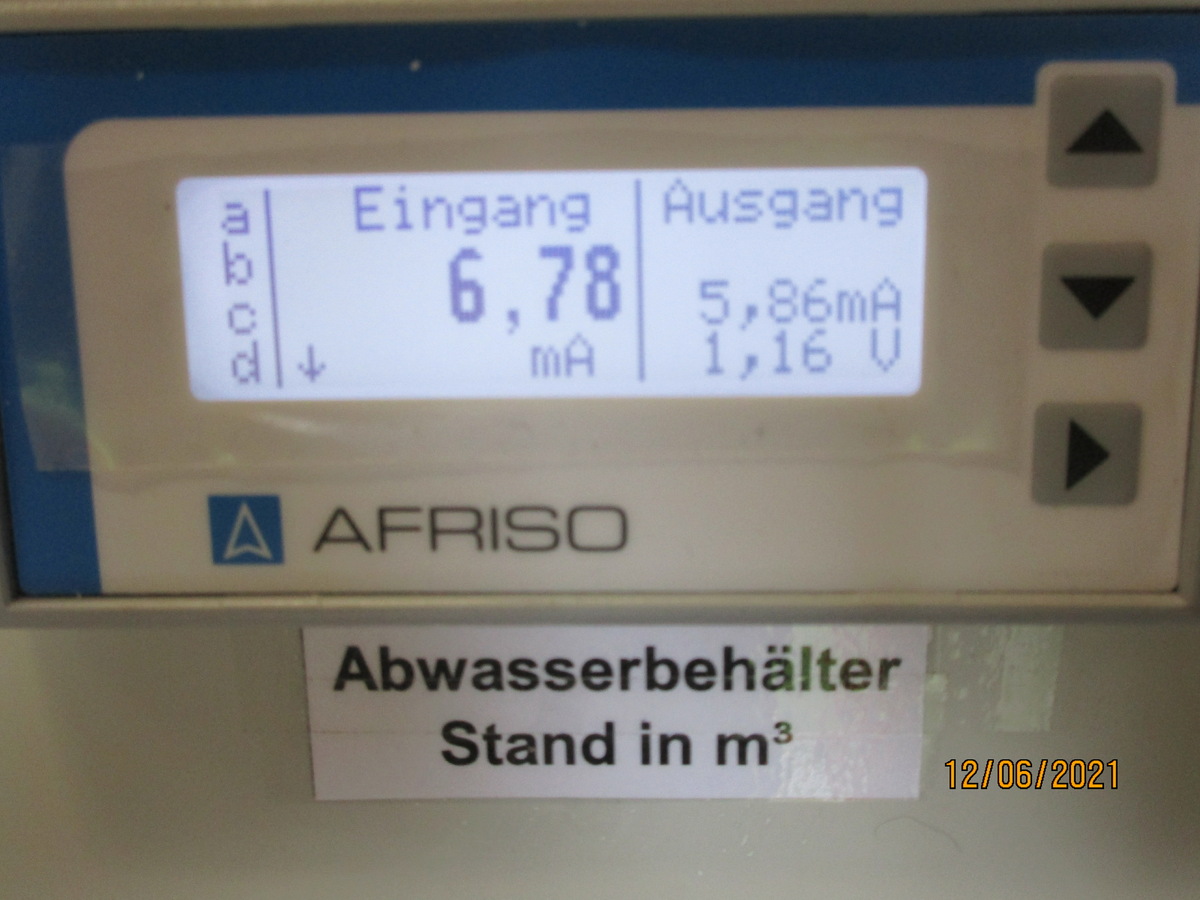 a
b
c
d
Eingang
6,78
↓ mA
Ausgang
5,86mA
1,16 V
AFRISO
Abwasserbehälter
Stand in m³
12/06/2021